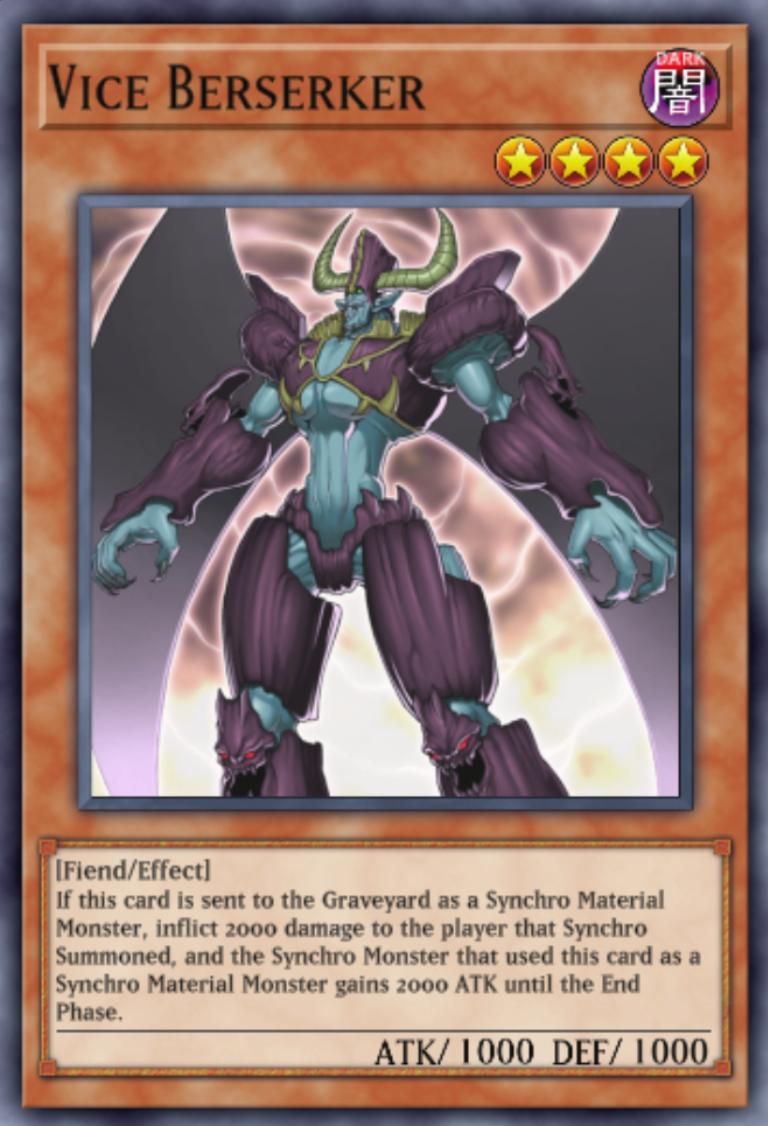 Vice Berserker
DARK
闇
[Fiend/Effect]
If this card is sent to the Graveyard as a Synchro Material
Monster, inflict 2000 damage to the player that Synchro
Summoned, and the Synchro Monster that used this card as a
Synchro Material Monster gains 2000 ATK until the End
Phase.
ATK/ 1000 DEF/ 1000